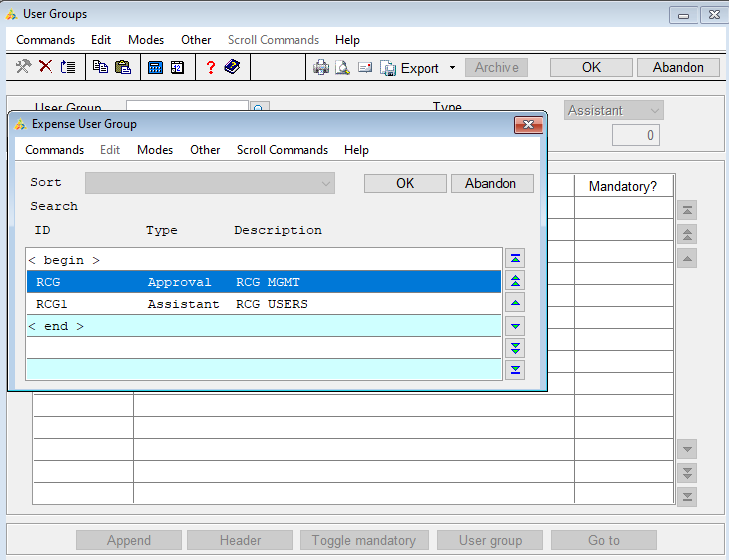 User Groups
Commands Edit Modes Other Scroll Commands Help
Export Archive OK Abandon
User Group Type Assistant
0
Expense User Group
Commands Edit Modes Other Scroll Commands Help
Sort OK Abandon
Search
ID Type Description
< begin >
RCG Approval RCG MGMT
RCG1 Assistant RCG USERS
< end >
Mandatory?
Append Header Toggle mandatory User group Go to